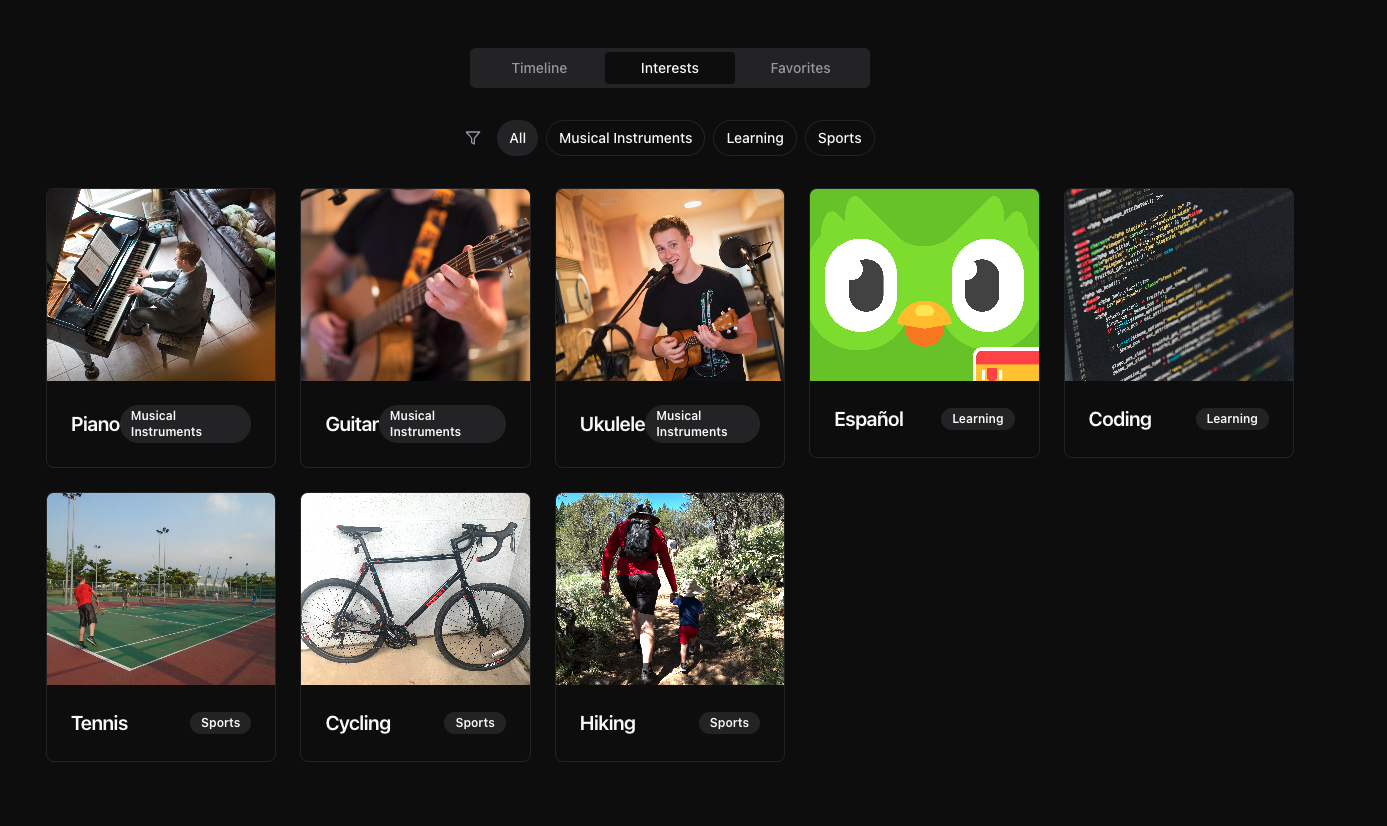 Timeline
Interests
Favorites
All
Musical Instruments
Learning
Sports
Piano
Musical
Instruments
Guitar
Musical
Instruments
Ukulele
Musical
Instruments
Español
Learning
Coding
Learning
Tennis
Sports
Cycling
Sports
Hiking
Sports